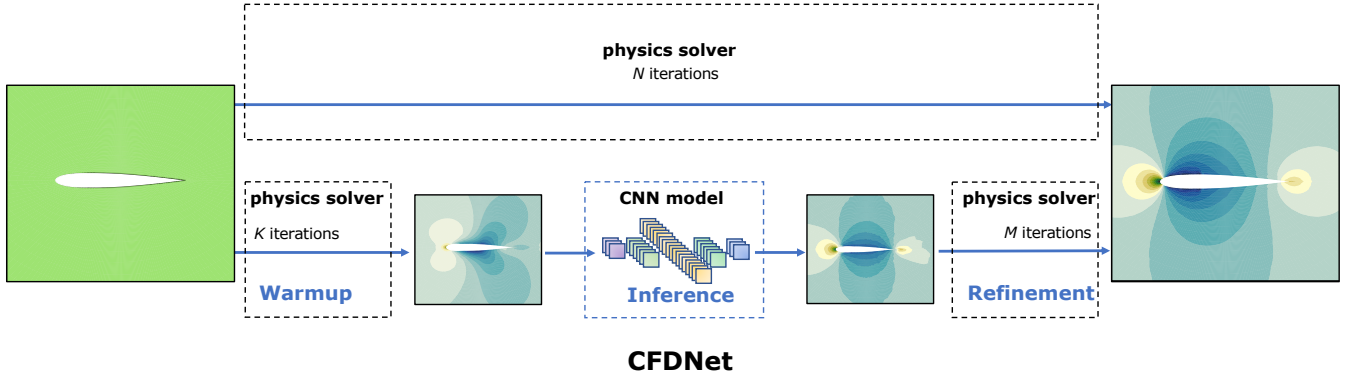 physics solver
N iterations
physics solver
K iterations
Warmup
CNN model
Inference
physics solver
M iterations
Refinement
CFDNet